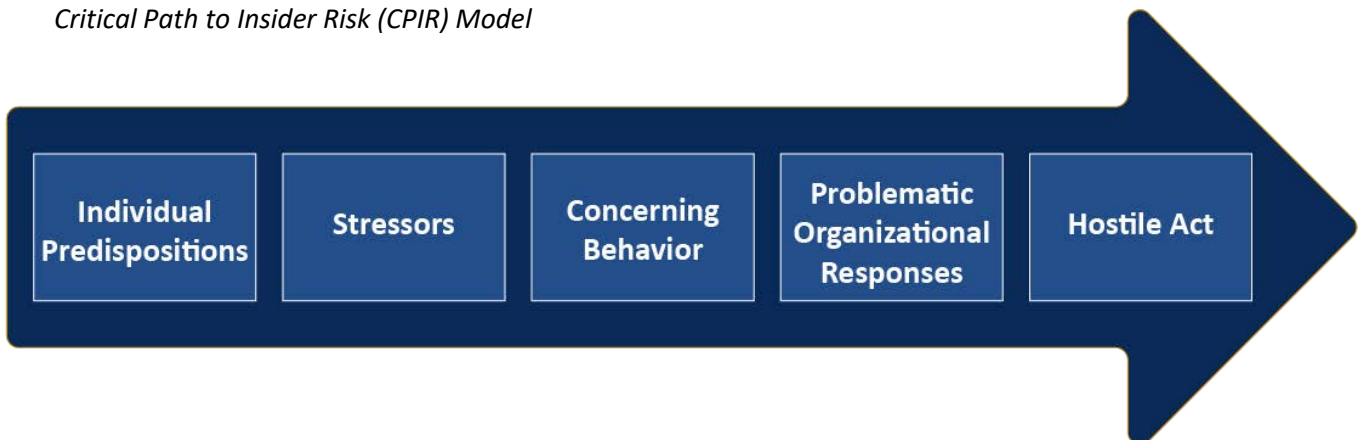 Critical Path to Insider Risk (CPIR) Model
Individual
Predispositions
Stressors
Concerning
Behavior
Problematic
Organizational
Responses
Hostile Act